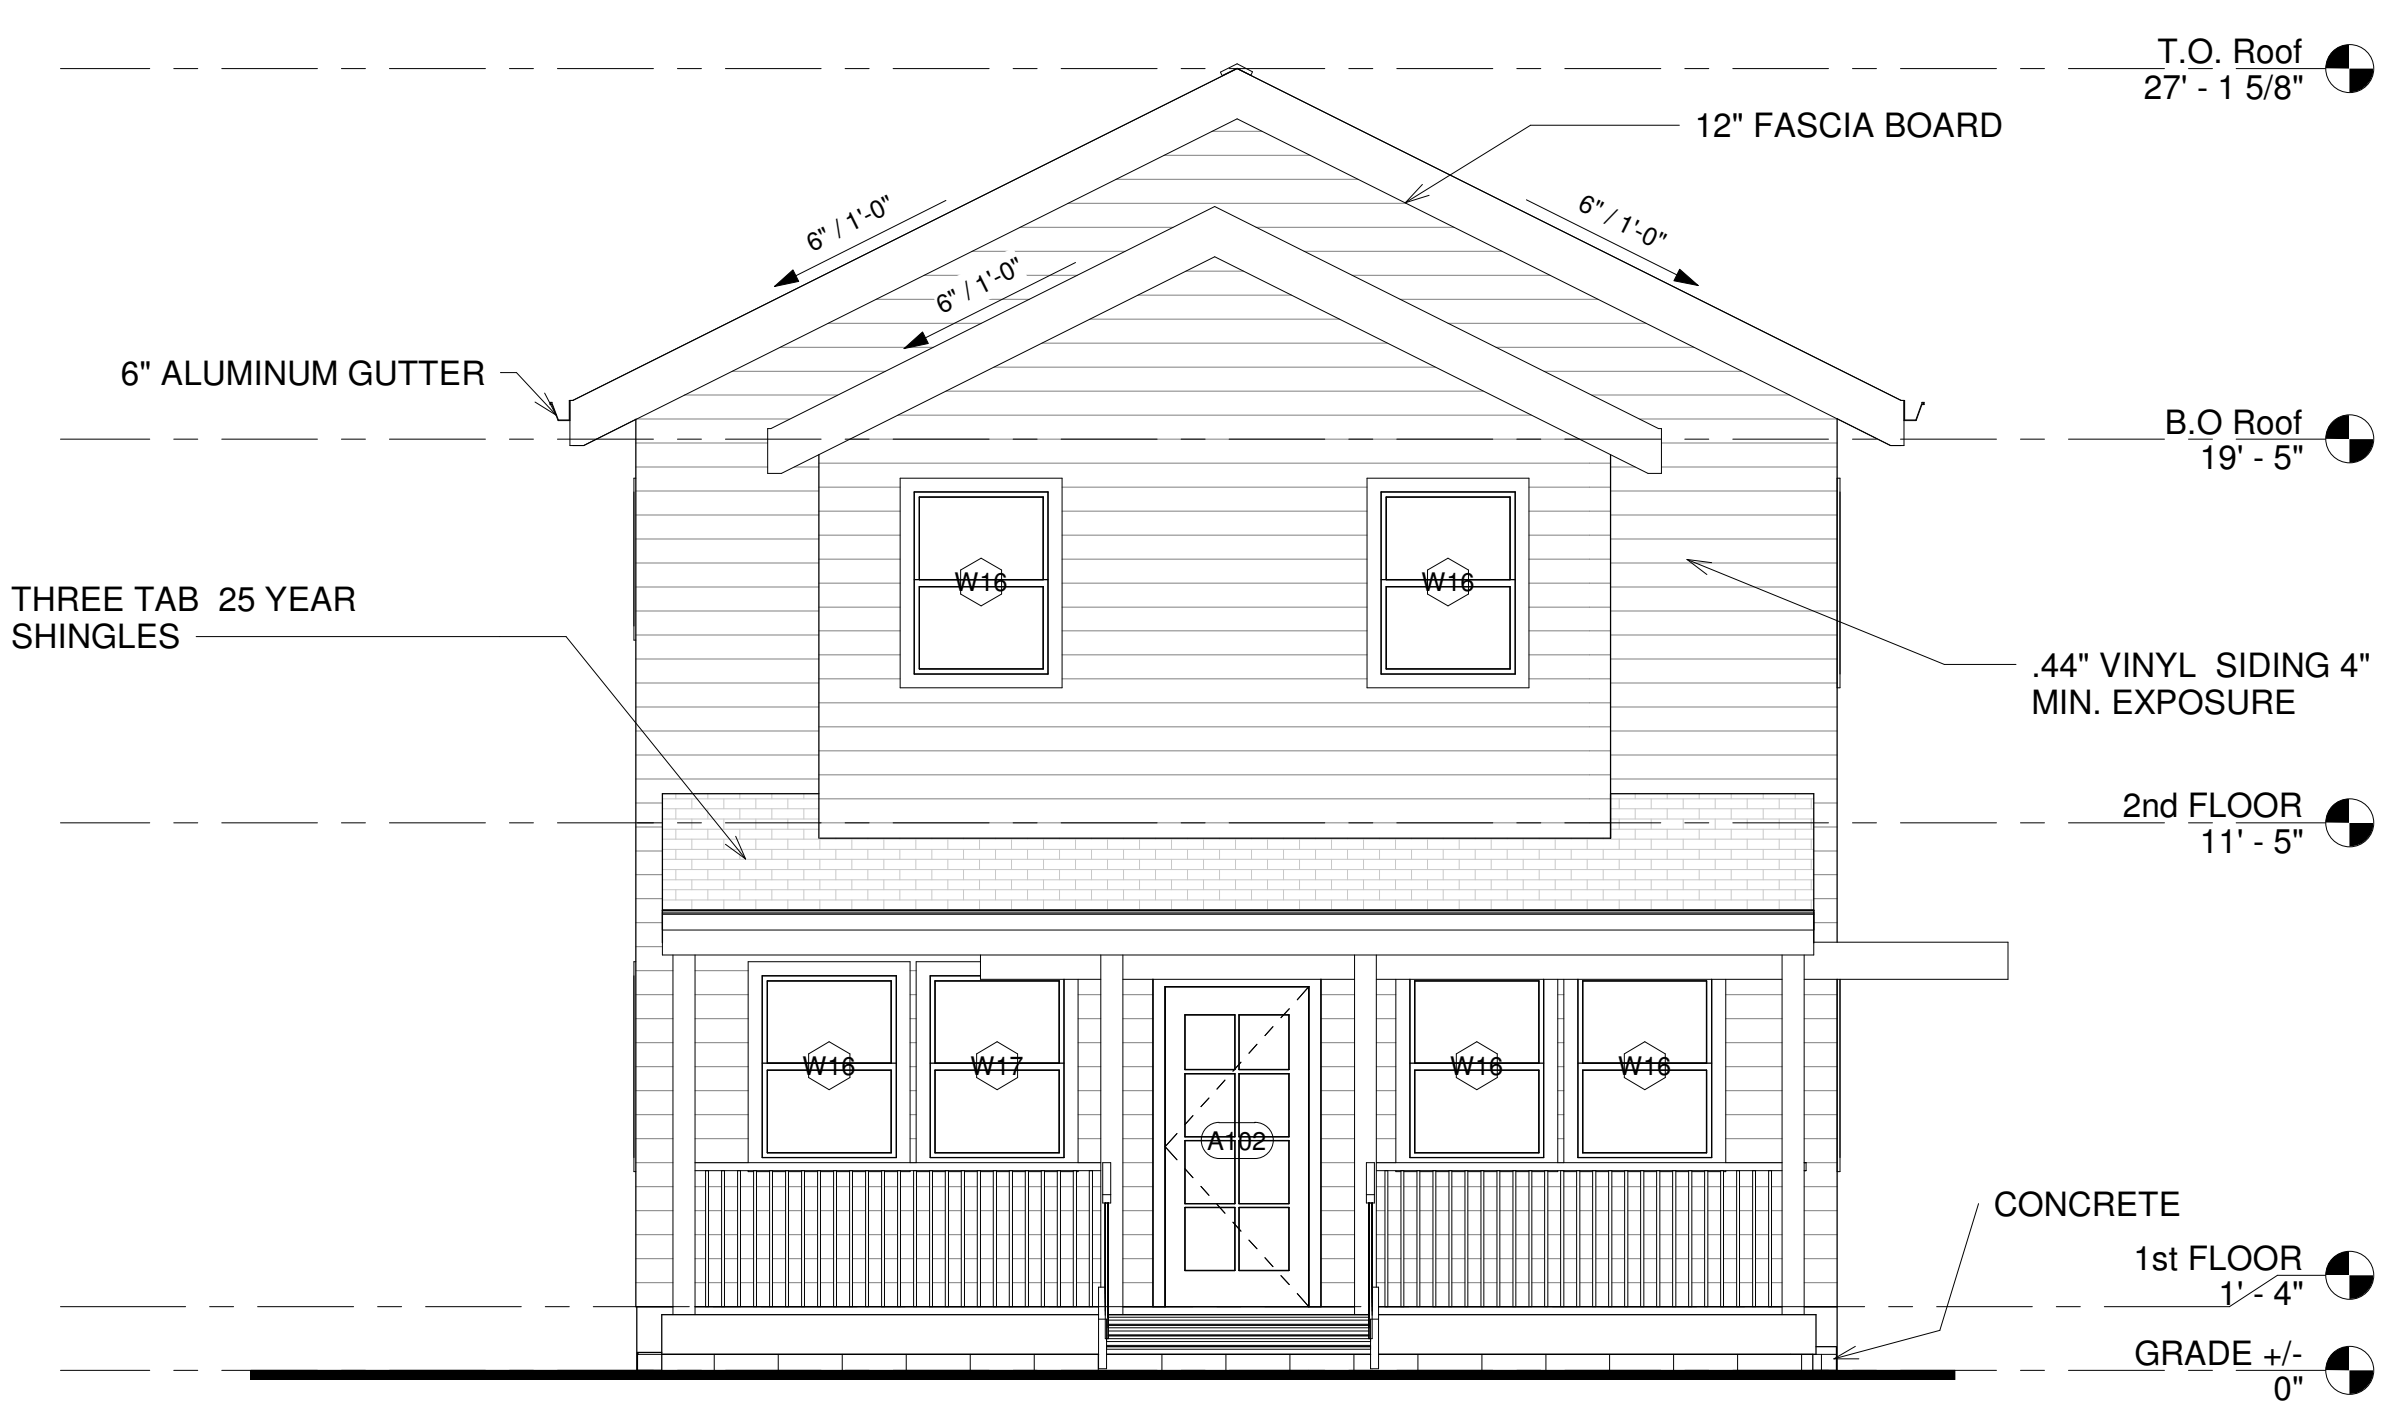 T.O. Roof
27' - 1 5/8"
12" FASCIA BOARD
6" / 1'-0"
6" / 1'-0"
6" / 1'-0"
6" ALUMINUM GUTTER
B.O Roof
19' - 5"
W16
W16
THREE TAB  25 YEAR
SHINGLES
.44" VINYL  SIDING 4"
MIN. EXPOSURE
2nd FLOOR
11' - 5"
W16
W17
W16
W16
A102
CONCRETE
1st FLOOR
1' - 4"
GRADE +/-
0"